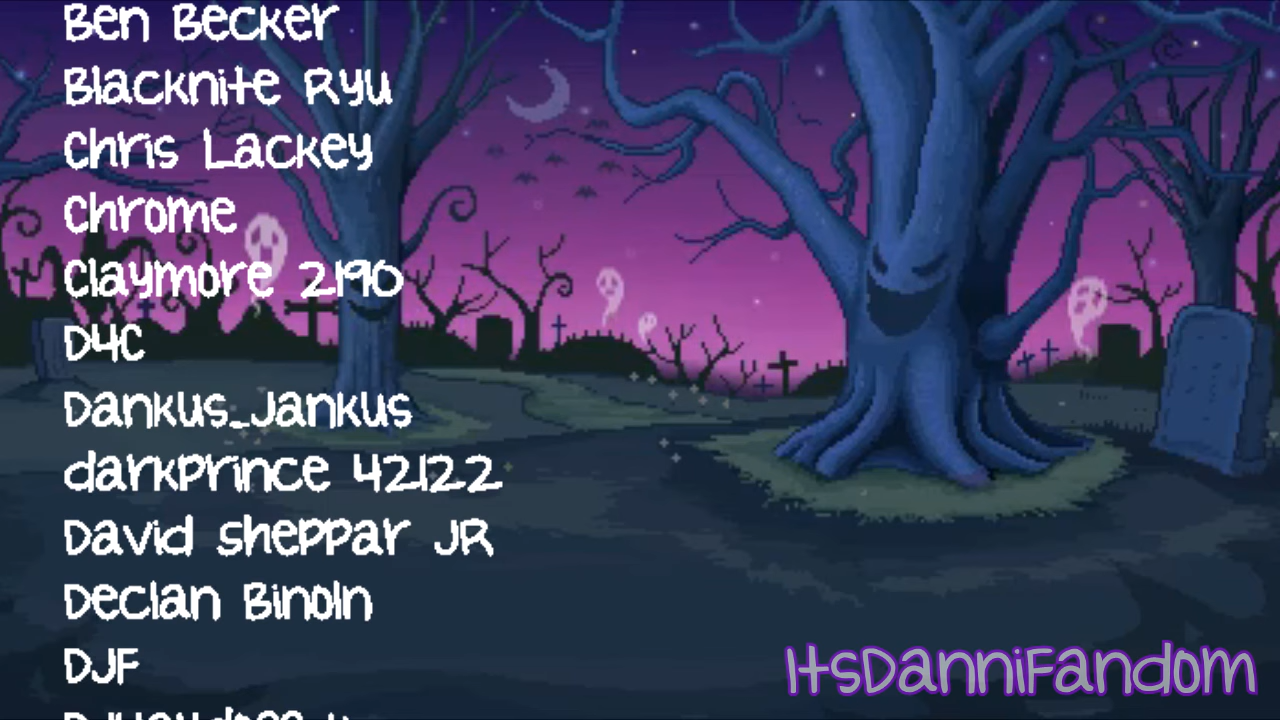 Ben Becker
Blacknite Ryu
Chris Lackey
Chrome
Claymore 2190
D4C
Dankus_Jankus
darkprince 42122
David Sheppar JR
Declan Binoln
DJF
ItsDanniFandom